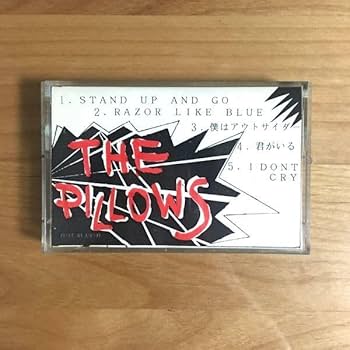 1. STAND UP AND GO
2. RAZOR LIKE BLUE
3. 僕はアウトサイダー
4. 君がいる
5. I DONT
CRY
THE
PILLOWS